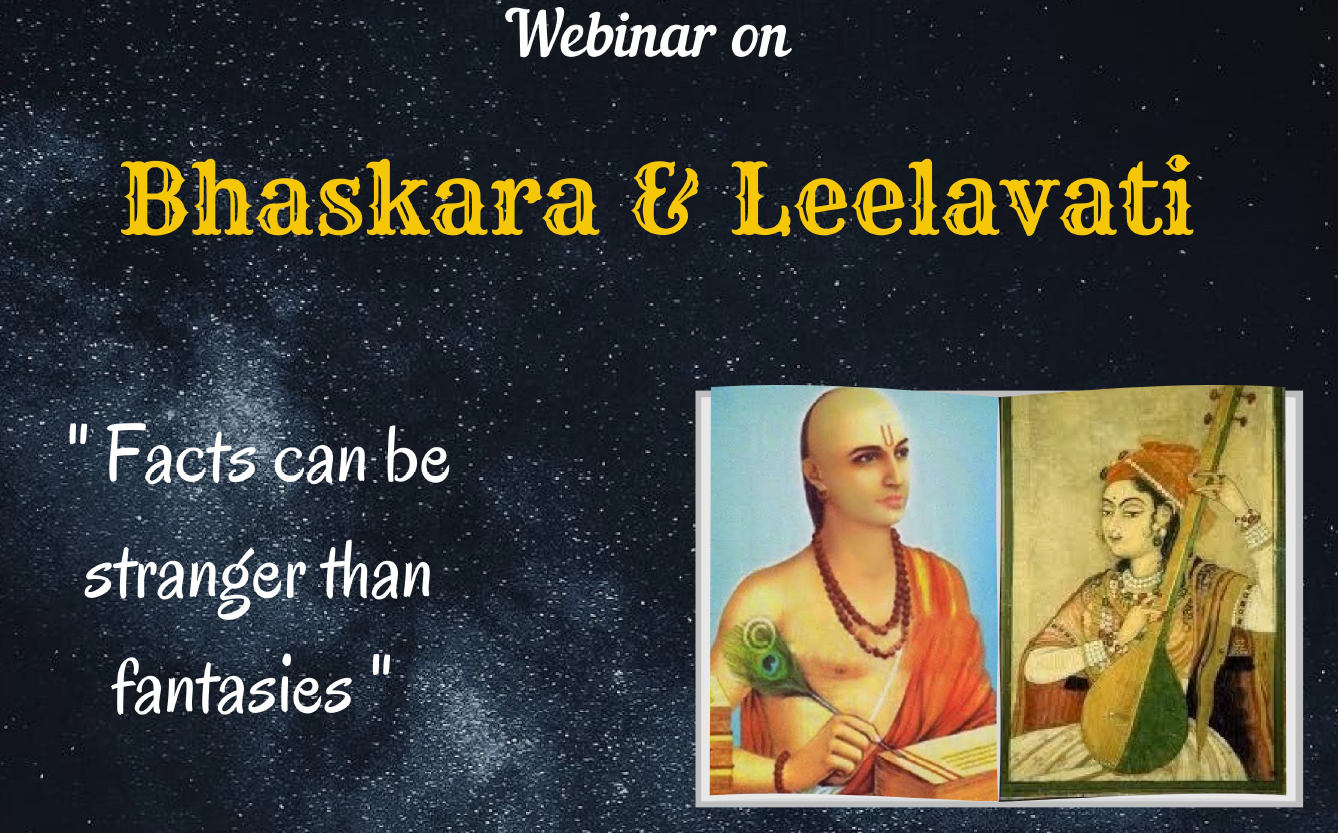 Webinar on
Bhaskara & Leelavati
" Facts can be
stranger than
fantasies "
©